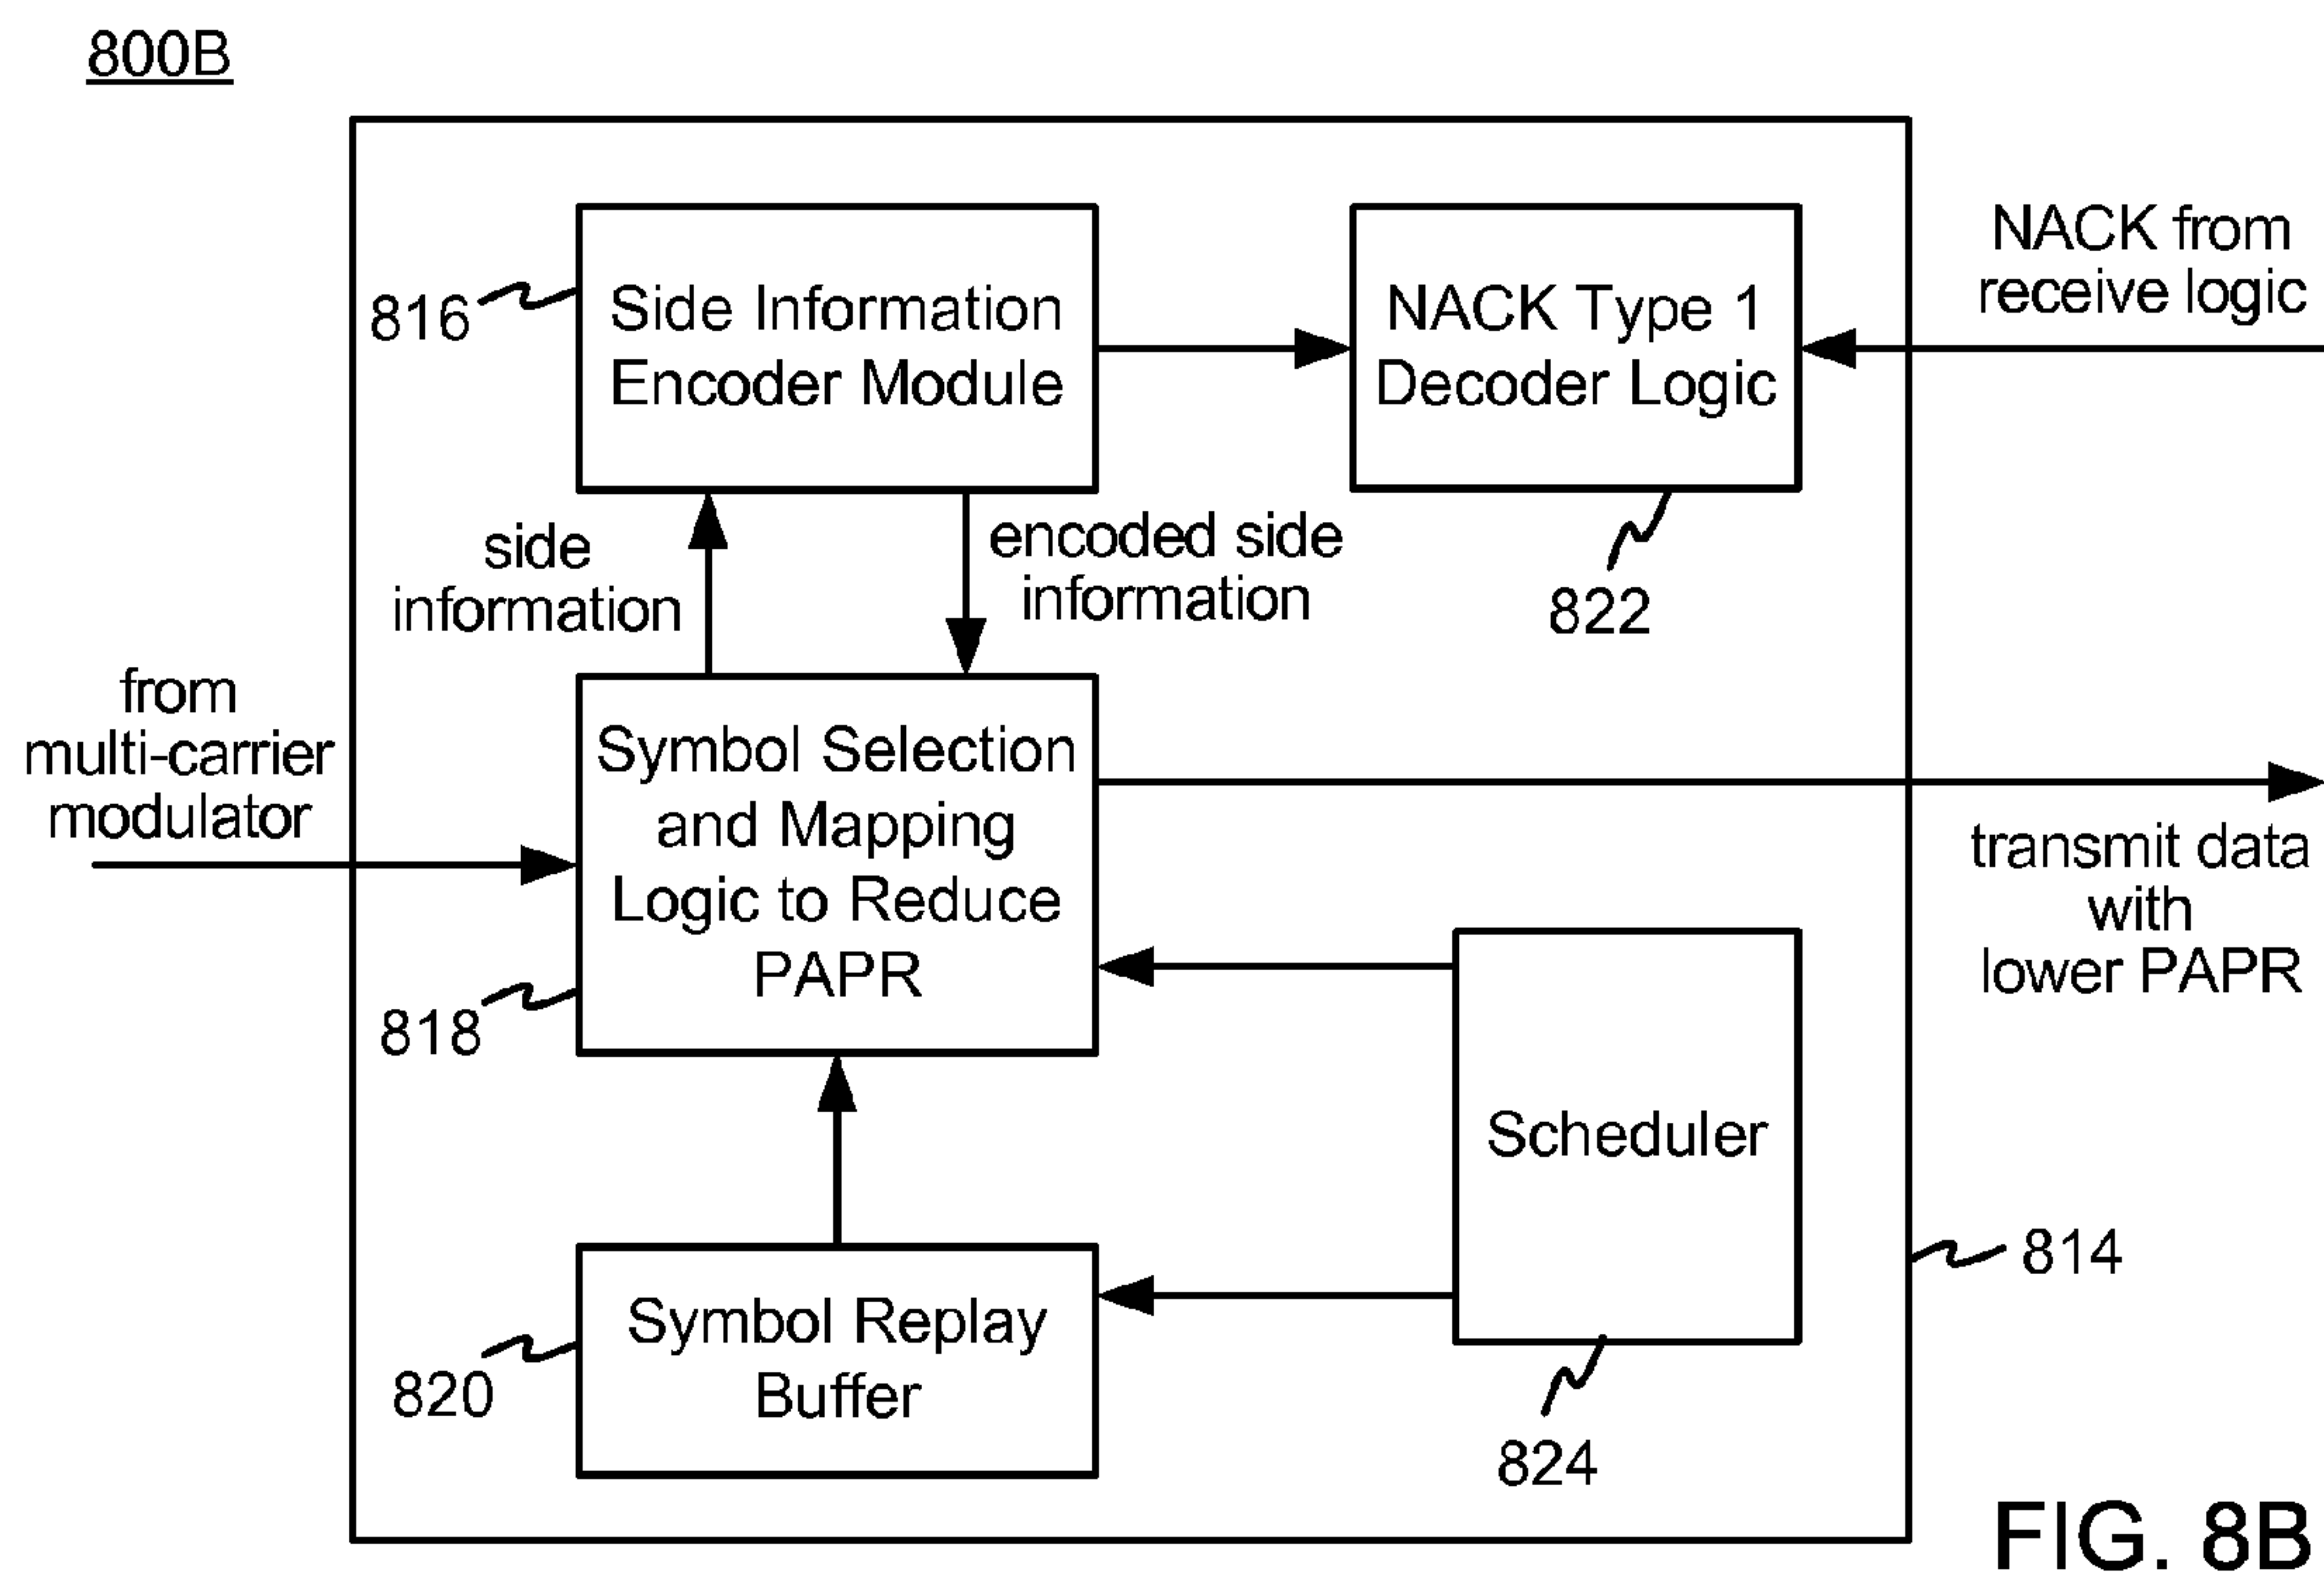 800B
816
Side Information
Encoder Module
NACK Type 1
Decoder Logic
NACK from
receive logic
822
side
information
encoded side
information
from
multi-carrier
modulator
Symbol Selection
and Mapping
Logic to Reduce
PAPR
818
transmit data
with
lower PAPR
Scheduler
824
814
Symbol Replay
Buffer
820
FIG. 8B